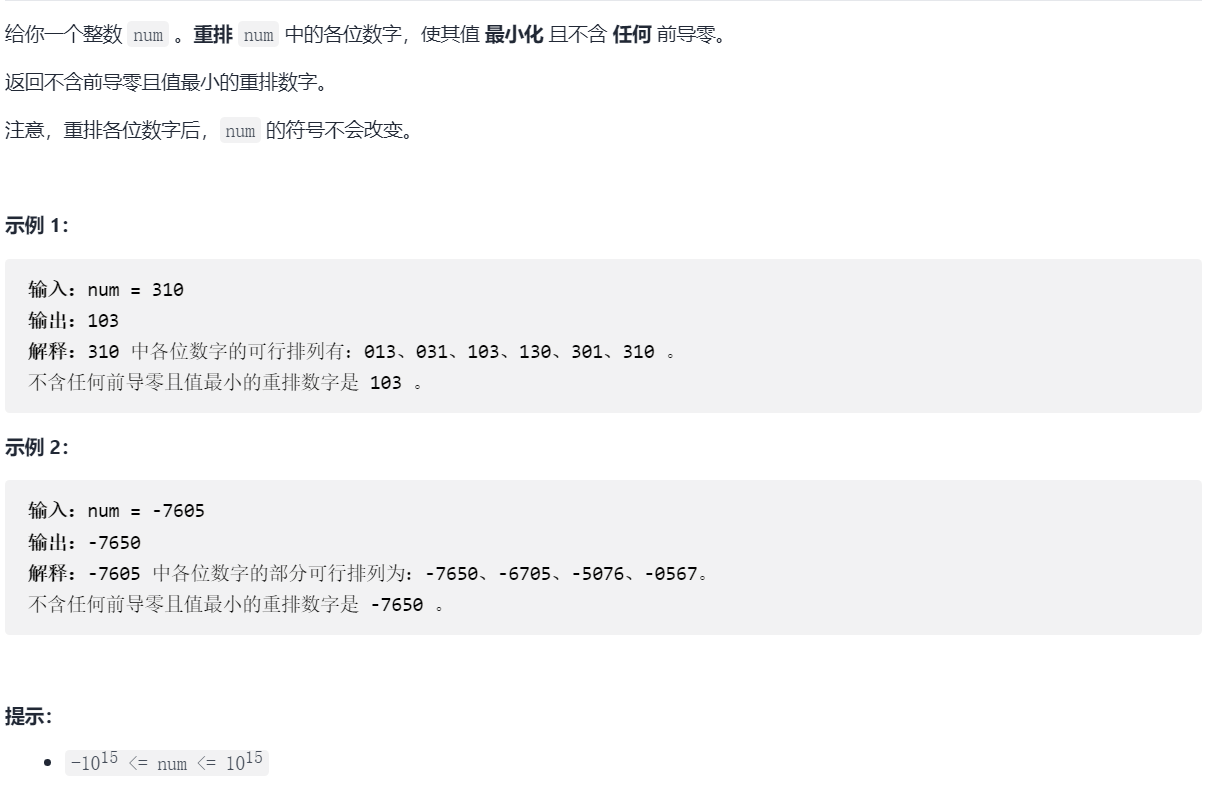 给你一个整数 num 。重排 num 中的各位数字，使其值 最小化 且不含 任何 前导零。
返回不含前导零且值最小的重排数字。
注意，重排各位数字后， num 的符号不会改变。
示例 1：
输入：num = 310
输出：103
解释：310 中各位数字的可行排列有：013、031、103、130、301、310 。
不含任何前导零且值最小的重排数字是 103 。
示例 2：
输入：num = -7605
输出：-7650
解释：-7605 中各位数字的部分可行排列为：-7650、-6705、-5076、-0567。
不含任何前导零且值最小的重排数字是 -7650 。
提示：
-10^15 <= num <= 10^15